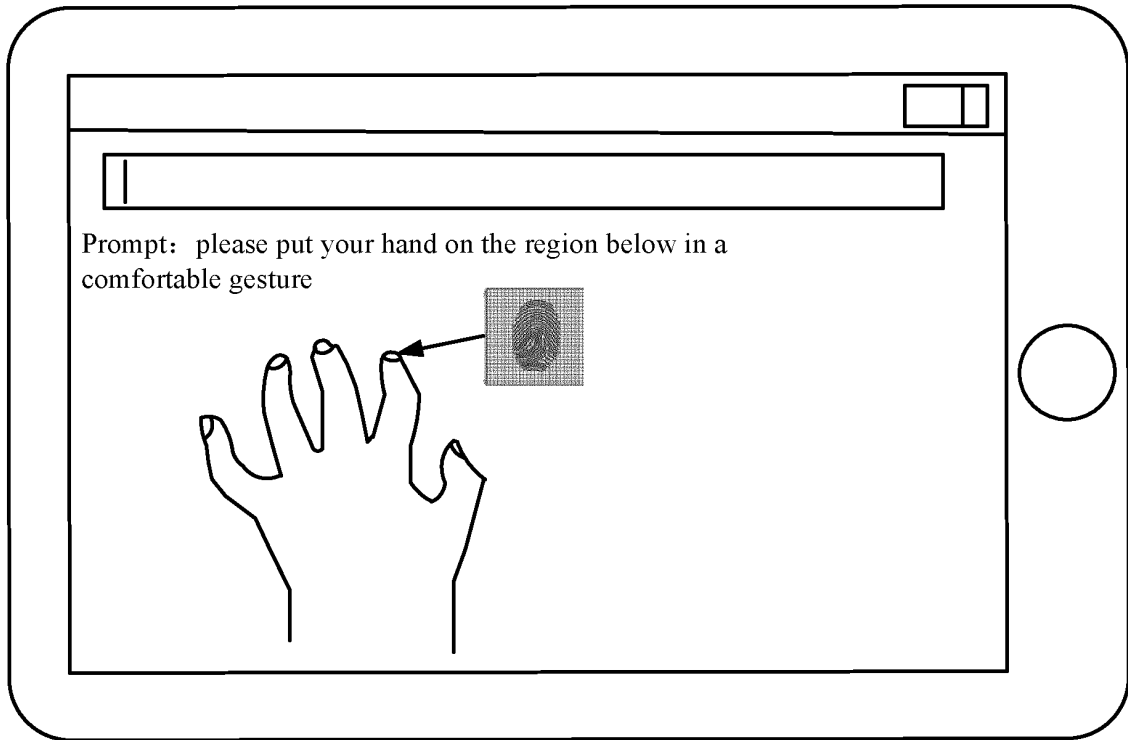 Prompt：please put your hand on the region below in a
comfortable gesture